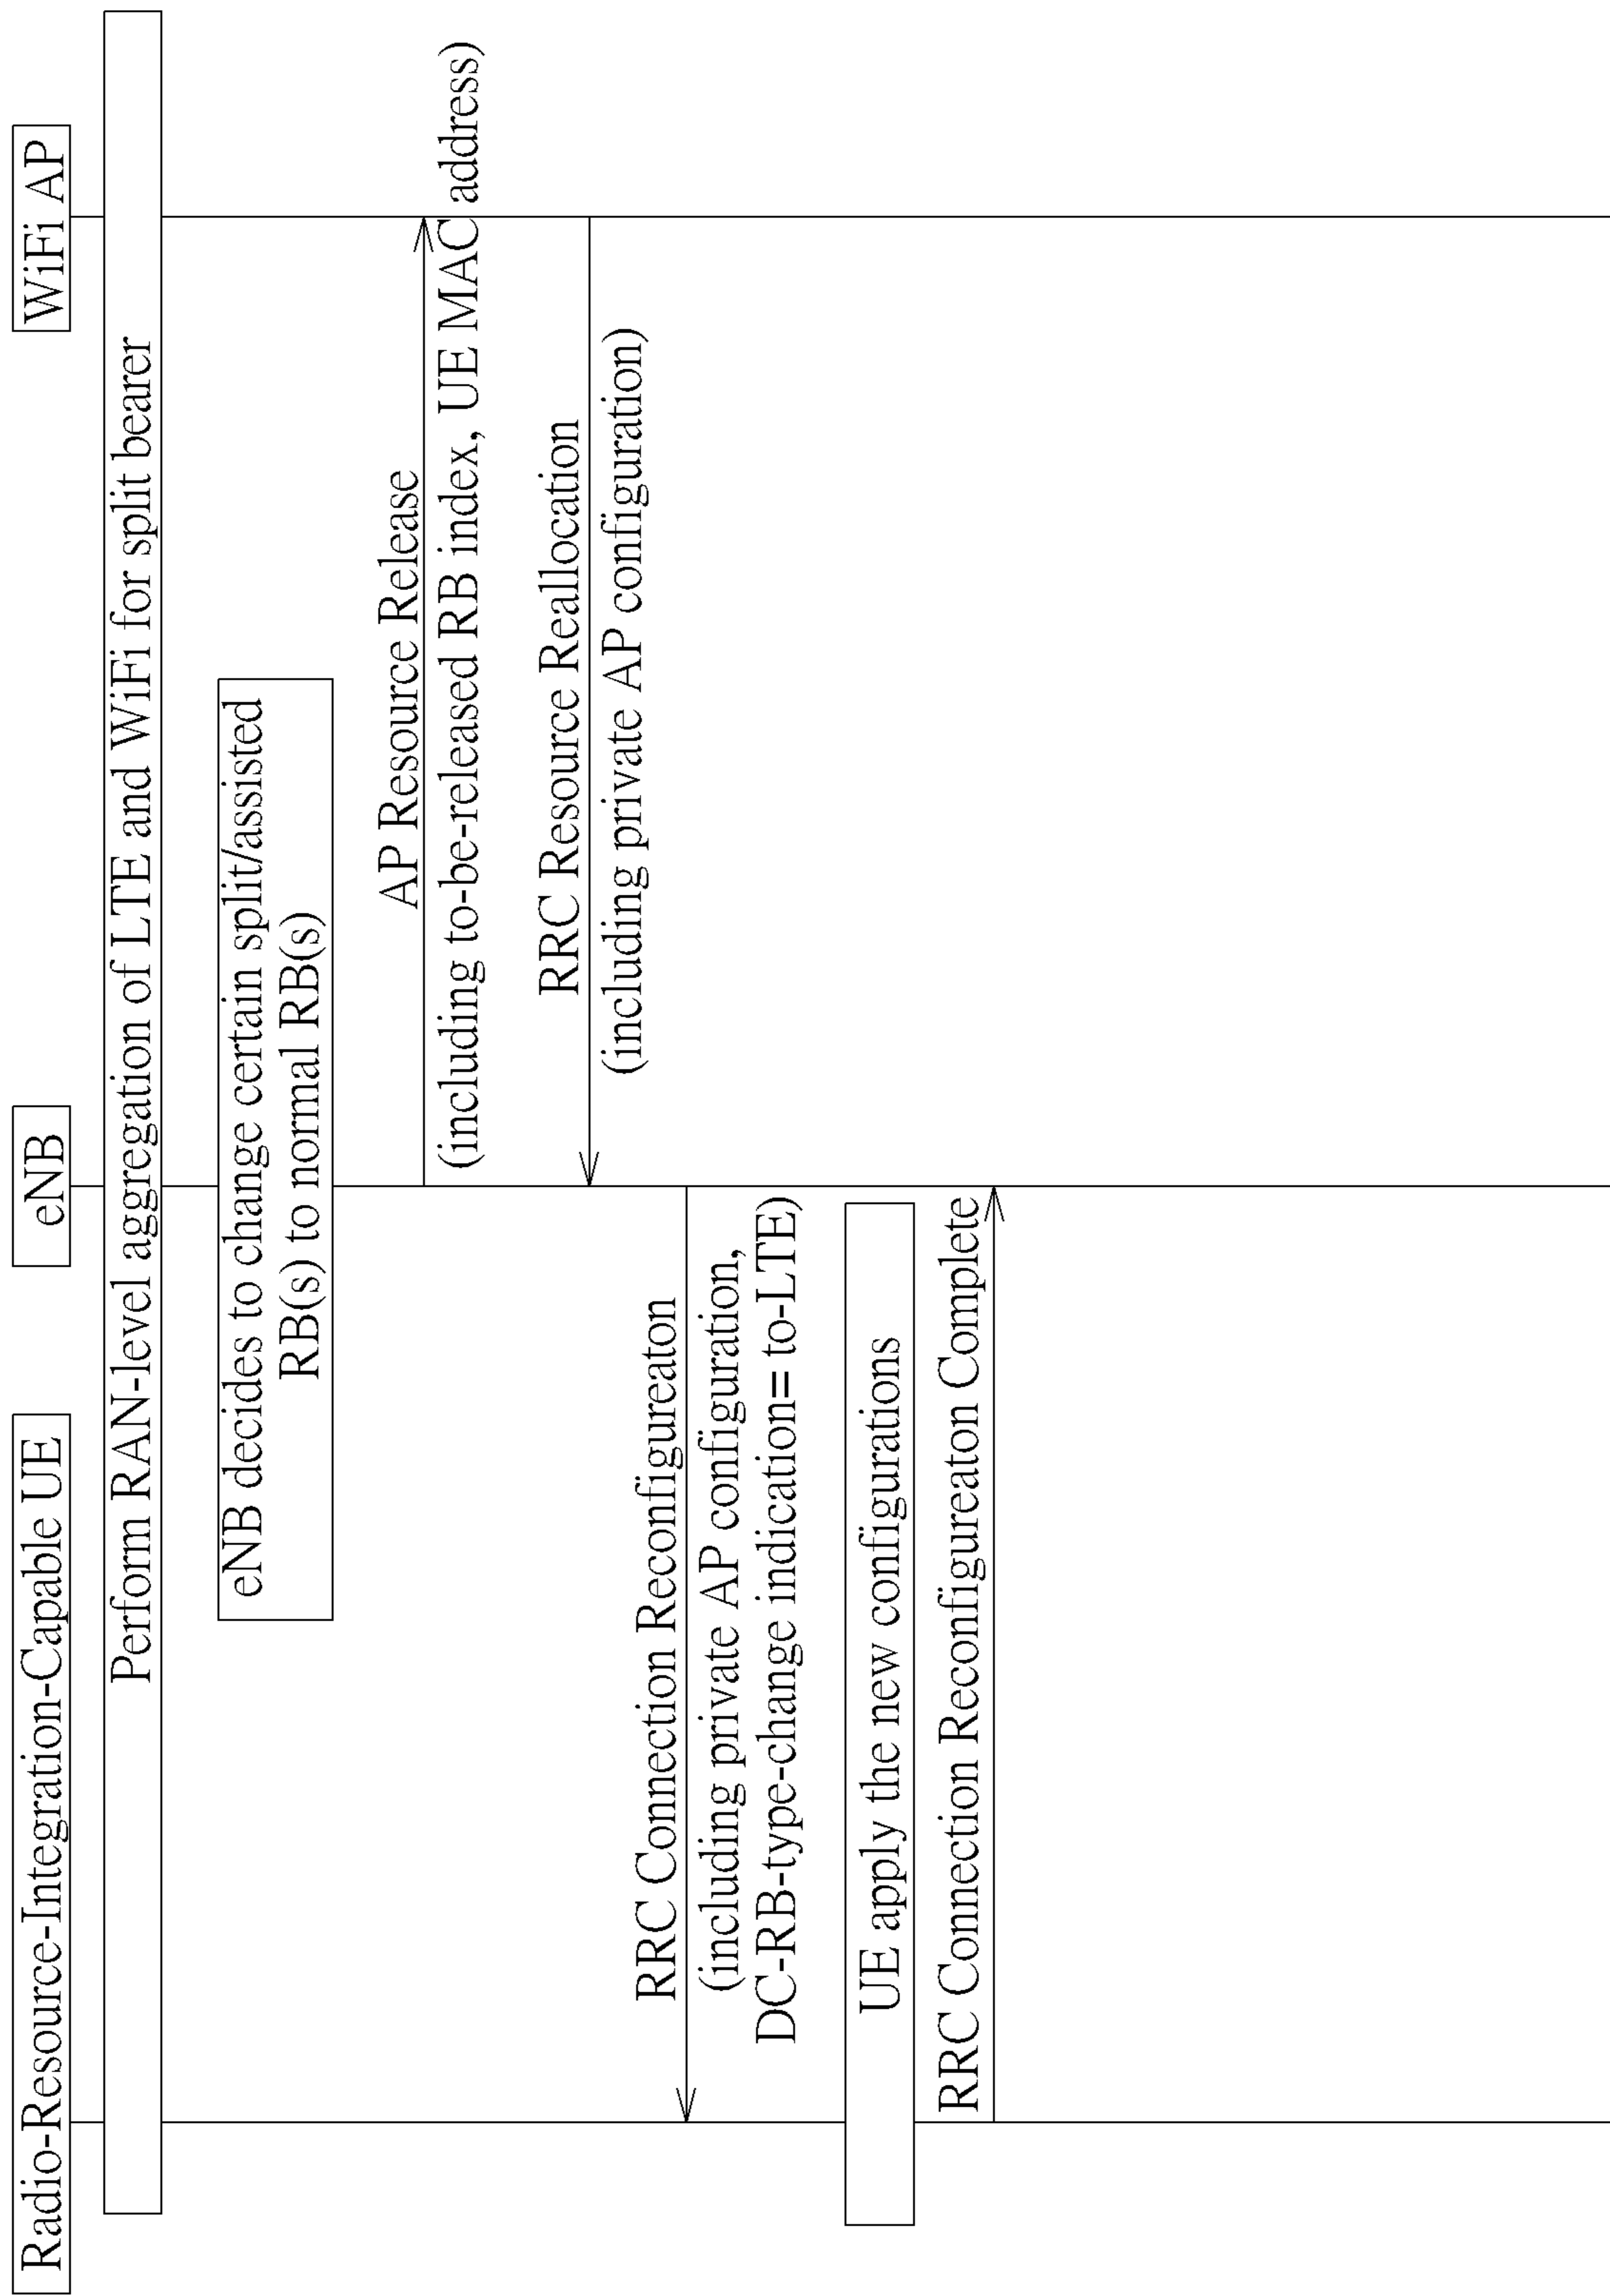 Radio-Resource-Integration-Capable UE
eNB
WiFi AP
Perform RAN-level aggregation of LTE and WiFi for split bearer
eNB decides to change certain split/assisted
RB(s) to normal RB(s)
AP Resource Release
(including to-be-released RB index, UE MAC address)
RRC Resource Reallocation
(including private AP configuration)
RRC Connection Reconfigureaton
(including private AP configuration,
DC-RB-type-change indication= to-LTE)
UE apply the new configurations
RRC Connection Reconfigureaton Complete